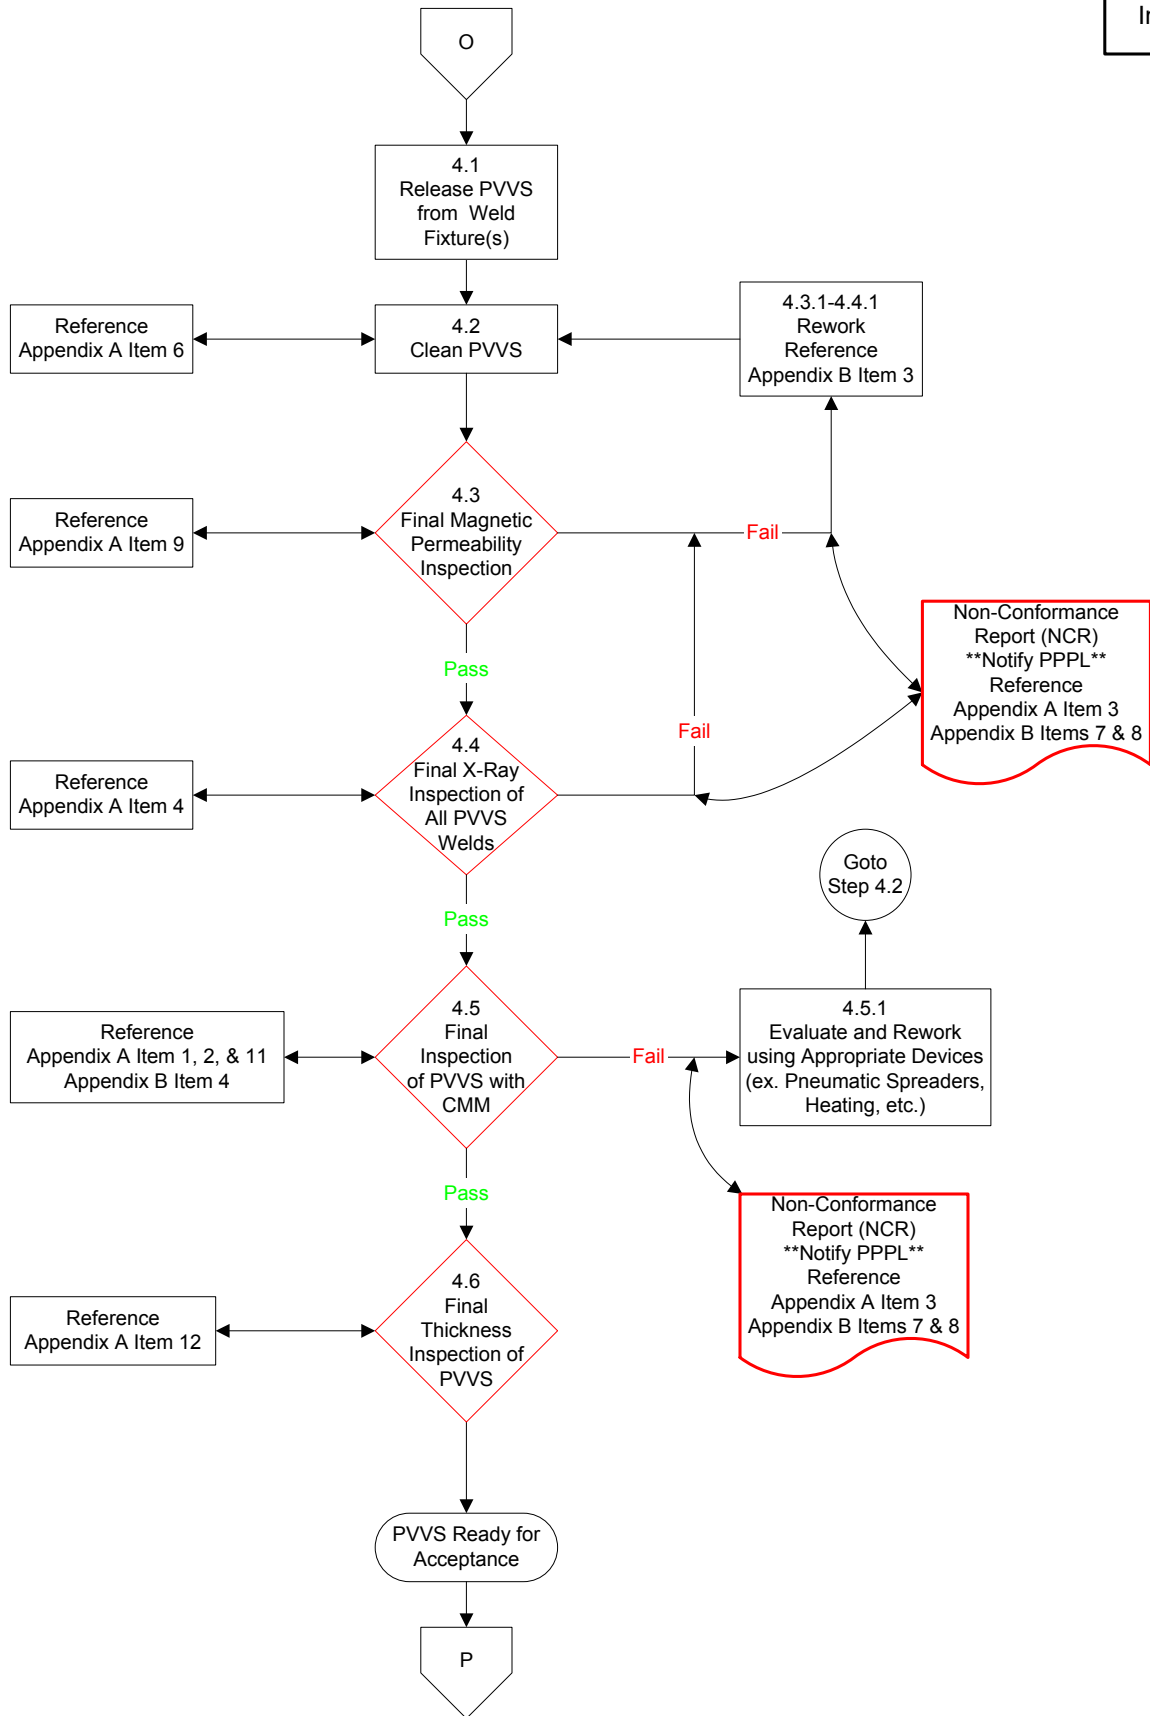 In
O
4.1
Release PVVS
from Weld
Fixture(s)
Reference
Appendix A Item 6
4.2
Clean PVVS
4.3.1-4.4.1
Rework
Reference
Appendix B Item 3
Reference
Appendix A Item 9
4.3
Final Magnetic
Permeability
Inspection
Fail
Non-Conformance
Report (NCR)
**Notify PPPL**
Reference
Appendix A Item 3
Appendix B Items 7 & 8
Pass
Fail
Reference
Appendix A Item 4
4.4
Final X-Ray
Inspection of
All PVVS
Welds
Goto
Step 4.2
Pass
Reference
Appendix A Item 1, 2, & 11
Appendix B Item 4
4.5
Final
Inspection
of PVVS with
CMM
Fail
4.5.1
Evaluate and Rework
using Appropriate Devices
(ex. Pneumatic Spreaders,
Heating, etc.)
Pass
Non-Conformance
Report (NCR)
**Notify PPPL**
Reference
Appendix A Item 3
Appendix B Items 7 & 8
Reference
Appendix A Item 12
4.6
Final
Thickness
Inspection of
PVVS
PVVS Ready for
Acceptance
P